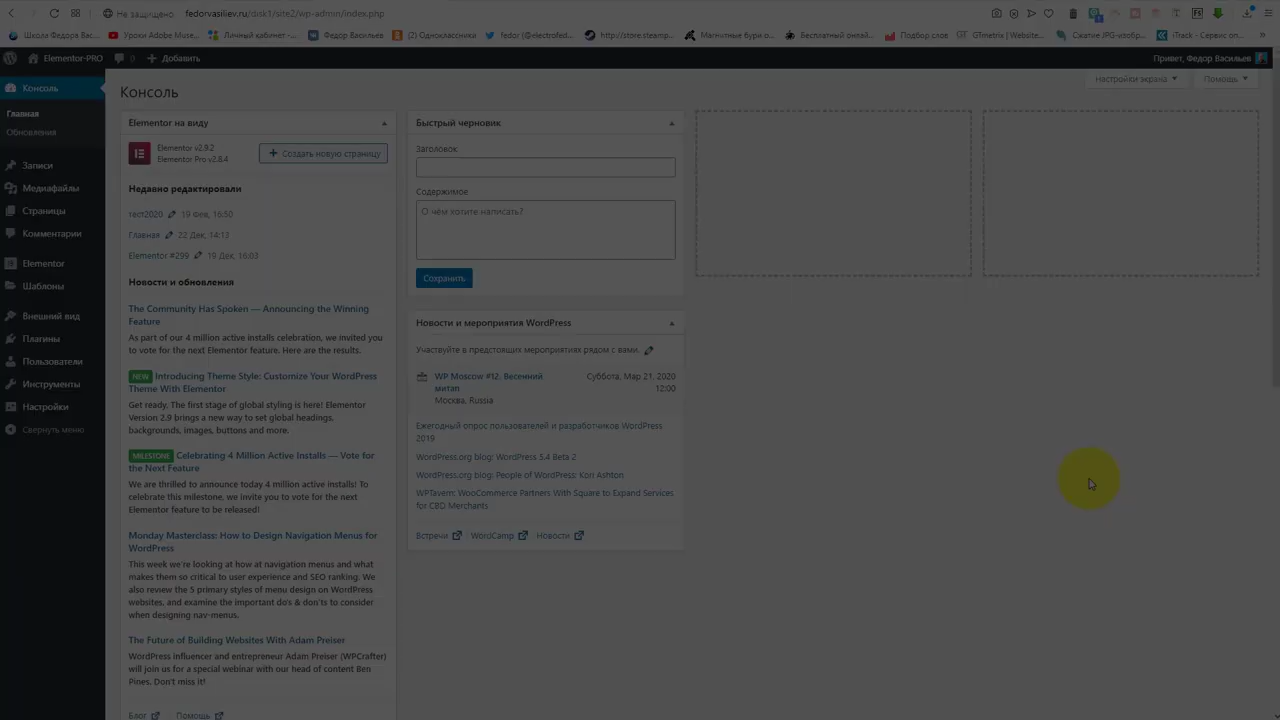 Не защищено fedorvasiliev.ru/disk1/site2/wp-admin/index.php
Школа Федора Вас... Уроки Adobe Muse... Личный кабинет -... Федор Васильев (2) Одноклассники fedor (@electrofed... http://store.steamp... Магнитные бури.о... Бесплатный онлай... Подбор слов GTmetrix | Website... Сжатие JPG-изобр... iTrack - Сервис оп...
Elementor-PRO 0 Добавить Привет, Федор Васильев
Консоль
Главная
Обновления
Записи
Медиафайлы
Страницы
Комментарии
Elementor
Шаблоны
Внешний вид
Плагины
Пользователи
Инструменты
Настройки
Свернуть меню
Настройки экрана Помощь
Консоль
Elementor на виду
Elementor v2.9.2
Elementor Pro v2.8.4
Создать новую страницу
Недавно редактировали
тест2020 19 Фев, 16:50
Главная 22 Дек, 14:13
Elementor #299 19 Дек, 16:03
Новости и обновления
The Community Has Spoken — Announcing the Winning
Feature
As part of our 4 million active installs celebration, we invited you
to vote for the next Elementor feature. Here are the results.
NEW Introducing Theme Style: Customize Your WordPress
Theme With Elementor
Get ready. The first stage of global styling is here! Elementor
Version 2.9 brings a new way to set global headings,
backgrounds, images, buttons and more.
MILESTONE Celebrating 4 Million Active Installs — Vote for
the Next Feature
We are thrilled to announce today 4 million active installs! To
celebrate this milestone, we invite you to vote for the next
Elementor feature to be released!
Monday Masterclass: How to Design Navigation Menus for
WordPress
This week we're looking at how at navigation menus and what
makes them so critical to user experience and SEO ranking. We
also review the 5 primary styles of menu design on WordPress
websites, and examine the important do's & don'ts to consider
when designing nav-menus.
The Future of Building Websites With Adam Preiser
WordPress influencer and entrepreneur Adam Preiser (WPCrafter)
will join us for a special webinar with our head of content Ben
Pines. Don't miss it!
Блог Помощь
Быстрый черновик
Заголовок
Содержимое
О чём хотите написать?
Сохранить
Новости и мероприятия WordPress
Участвуйте в предстоящих мероприятиях рядом с вами.
WP Moscow #12: Весенний Суббота, Мар 21, 2020
митап 12:00
Москва, Russia
Ежегодный опрос пользователей и разработчиков WordPress
2019
WordPress.org blog: WordPress 5.4 Beta 2
WordPress.org blog: People of WordPress: Kori Ashton
WPTavern: WooCommerce Partners With Square to Expand Services
for CBD Merchants
Встречи WordCamp Новости